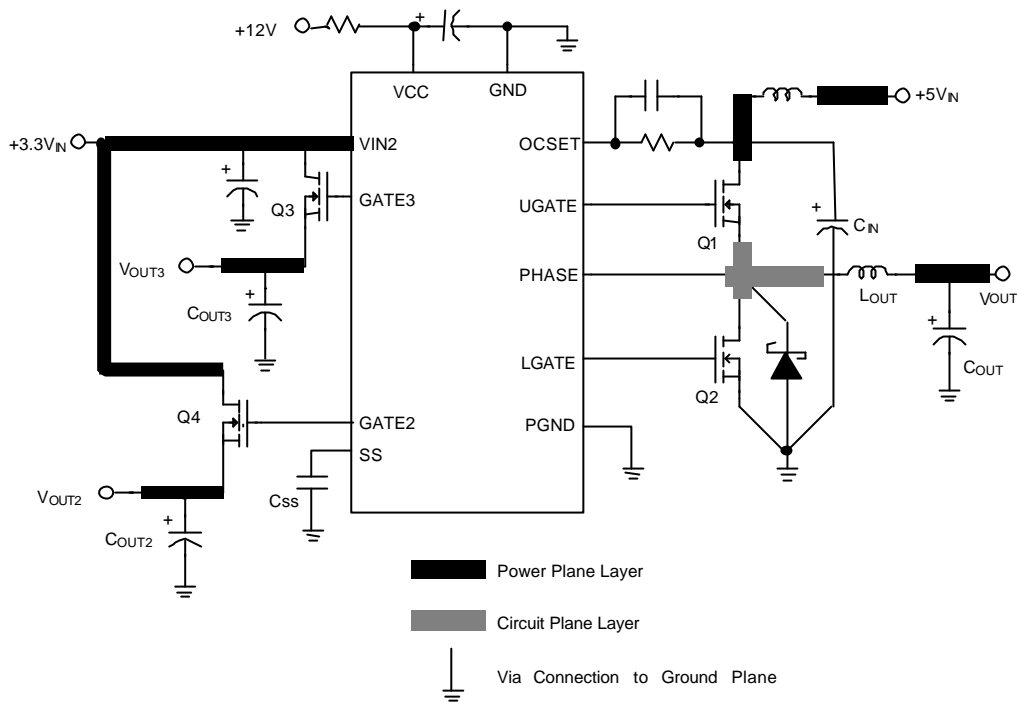 +12V
VCC
GND
+5VIN
+3.3VIN
VIN2
OCSET
+
+
GATE3
Q3
UGATE
Q1
+
CIN
VOUT3
PHASE
LOUT
VOUT
+
COUT3
+
COUT
LGATE
Q2
Q4
GATE2
PGND
SS
VOUT2
Css
+
COUT2
Power Plane Layer
Circuit Plane Layer
Via Connection to Ground Plane